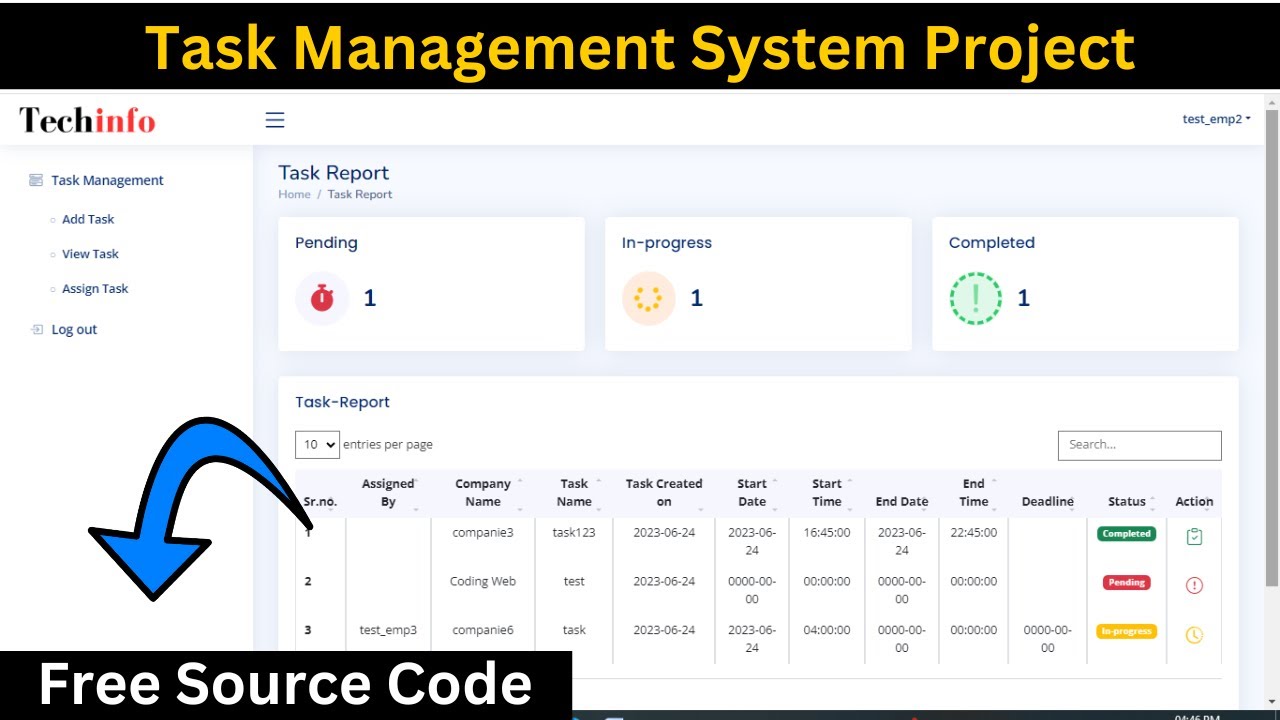 Task Management System Project
Techinfo
test_emp2
Task Management
Add Task
View Task
Assign Task
Log out
Task Report
Home / Task Report
Pending
1
In-progress
1
Completed
1
Task-Report
10 entries per page
Search...
Sr.no. Assigned By Company Name Task Name Task Created on Start Date Start Time End Date End Time Deadline Status Action
1 companie3 task123 2023-06-24 2023-06-24 16:45:00 2023-06-24 22:45:00 Completed
2 Coding Web test 2023-06-24 0000-00-00 00:00:00 0000-00-00 00:00:00 Pending
3 test_emp3 companie6 task 2023-06-24 2023-06-24 04:00:00 0000-00-00 00:00:00 0000-00-00 In-progress
Free Source Code
04:46 PM